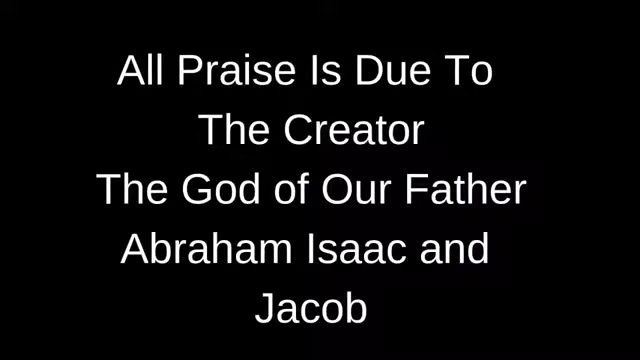 All Praise Is Due To
The Creator
The God of Our Father
Abraham Isaac and
Jacob